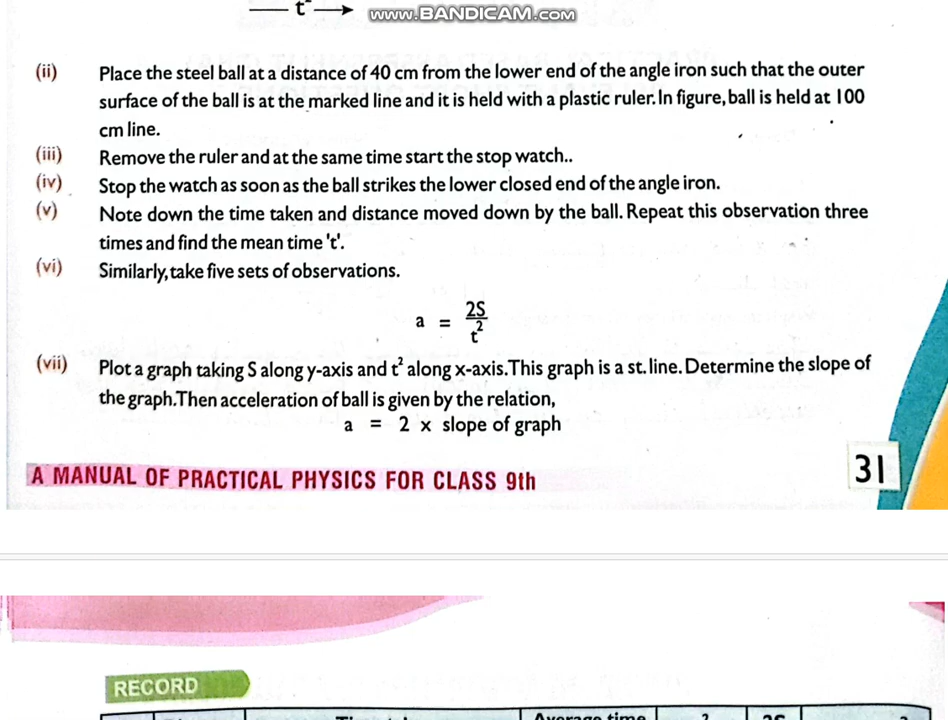 t²
www.BANDICAM.com
(ii) Place the steel ball at a distance of 40 cm from the lower end of the angle iron such that the outer
surface of the ball is at the marked line and it is held with a plastic ruler. In figure, ball is held at 100
cm line.
(iii) Remove the ruler and at the same time start the stop watch..
(iv) Stop the watch as soon as the ball strikes the lower closed end of the angle iron.
(v) Note down the time taken and distance moved down by the ball. Repeat this observation three
times and find the mean time 't'.
(vi) Similarly, take five sets of observations.
a = 2S/t²
(vii) Plot a graph taking S along y-axis and t² along x-axis. This graph is a st. line. Determine the slope of
the graph. Then acceleration of ball is given by the relation,
a = 2 x slope of graph
A MANUAL OF PRACTICAL PHYSICS FOR CLASS 9th
31
RECORD
Average time 2S